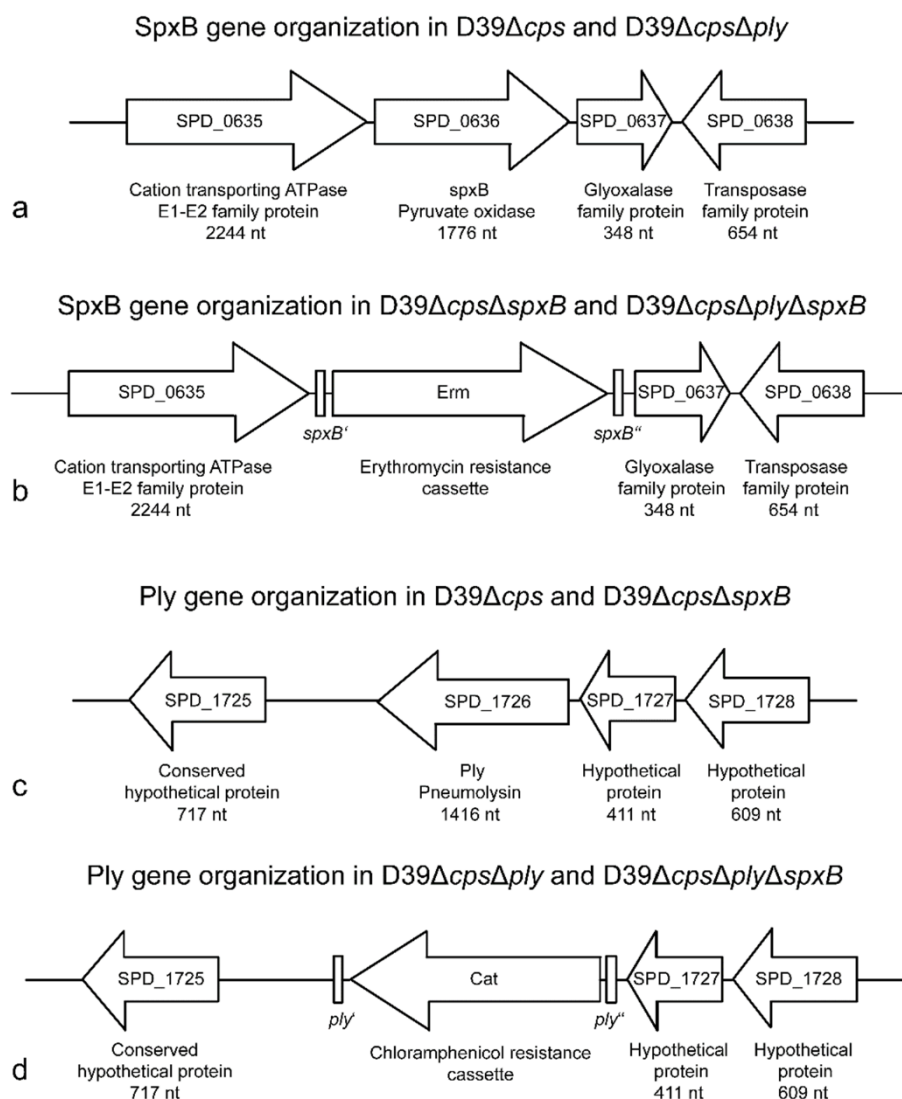 SpxB gene organization in D39Δcps and D39ΔcpsΔply
SPD_0635 SPD_0636 SPD_0637 SPD_0638
Cation transporting ATPase spxB Glyoxalase Transposase
E1-E2 family protein Pyruvate oxidase family protein family protein
2244 nt 1776 nt 348 nt 654 nt
a
SpxB gene organization in D39ΔcpsΔspxB and D39ΔcpsΔplyΔspxB
SPD_0635 Erm SPD_0637 SPD_0638
spxB‘ spxB“
Cation transporting ATPase Erythromycin resistance Glyoxalase Transposase
E1-E2 family protein cassette family protein family protein
2244 nt 348 nt 654 nt
b
Ply gene organization in D39Δcps and D39ΔcpsΔspxB
SPD_1725 SPD_1726 SPD_1727 SPD_1728
Conserved Ply Hypothetical Hypothetical
hypothetical protein Pneumolysin protein protein
717 nt 1416 nt 411 nt 609 nt
c
Ply gene organization in D39ΔcpsΔply and D39ΔcpsΔplyΔspxB
SPD_1725 Cat SPD_1727 SPD_1728
ply‘ ply“
Conserved Chloramphenicol resistance Hypothetical Hypothetical
hypothetical protein cassette protein protein
717 nt 411 nt 609 nt
d